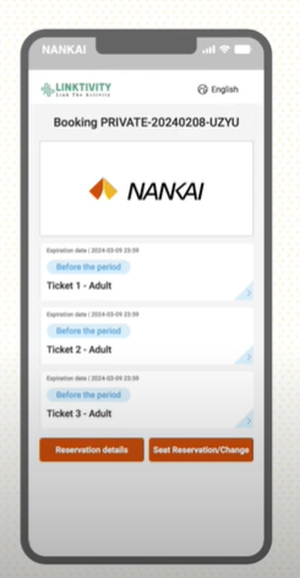 NANKAI
LINKTIVITY
Link The Activity
English
Booking PRIVATE-20240208-UZYU
NANKAI
Expiration date | 2024-03-09 23:59
Before the period
Ticket 1 - Adult
Expiration date | 2024-03-09 23:59
Before the period
Ticket 2 - Adult
Expiration date | 2024-03-09 23:59
Before the period
Ticket 3 - Adult
Reservation details
Seat Reservation/Change